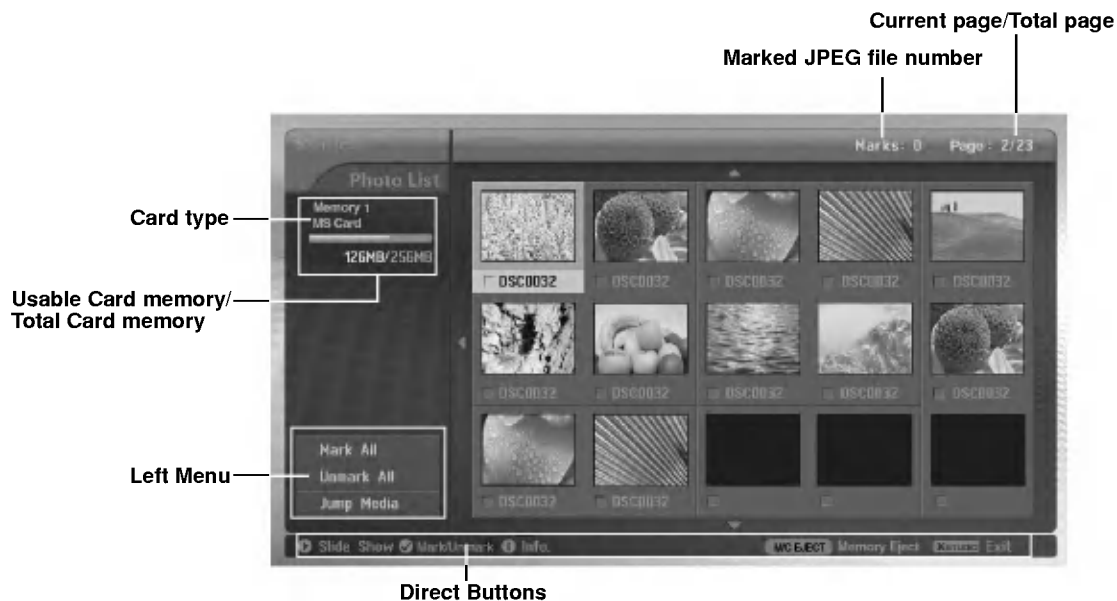 Current page/Total page
Marked JPEG file number
Marks: 0 Page: 2/23
Photo List
Card type
Memory 1
MS Card
126MB/256MB
Usable Card memory/
Total Card memory
DSC0032 DSC0032 DSC0032 DSC0032 DSC0032
DSC0032 DSC0032 DSC0032 DSC0032 DSC0032
DSC0032 DSC0032
Left Menu
Mark All
Unmark All
Jump Media
Slide Show Mark/Unmark Info. M/C EJECT Memory Eject Exit
Direct Buttons